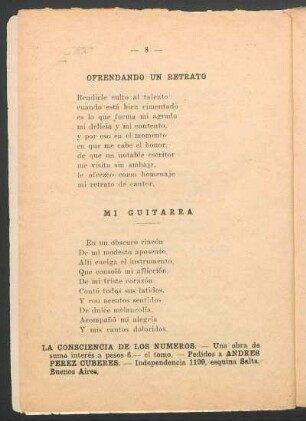 — 8 —
OFRENDANDO UN RETRATO
Rendirle culto al talento
cuando está bien cimentado
es lo que forma mi agrado
mi delicia y mi contento,
y por eso en el momento
en que me cabe el honor,
de que un notable escritor
me visita sin ambaje,
le ofrezco como homenaje
mi retrato de cantor.
MI GUITARRA
En un obscuro rincón
De mi modesto aposento,
Allí cuelga el instrumento,
Que consoló mi aflicción.
De mi triste corazón
Contó todos sus latidos,
Y con acordes sentidos
De dulce melancolía.
Acompañó mi alegría
Y mis cantos doloridos.
LA CONSCIENCIA DE LOS NUMEROS. — Una obra de
sumo interés a pesos 6.— el tomo. — Pedidos a ANDRES
PEREZ CUBERES. — Independencia 1199, esquina Salta.-
Buenos Aires.